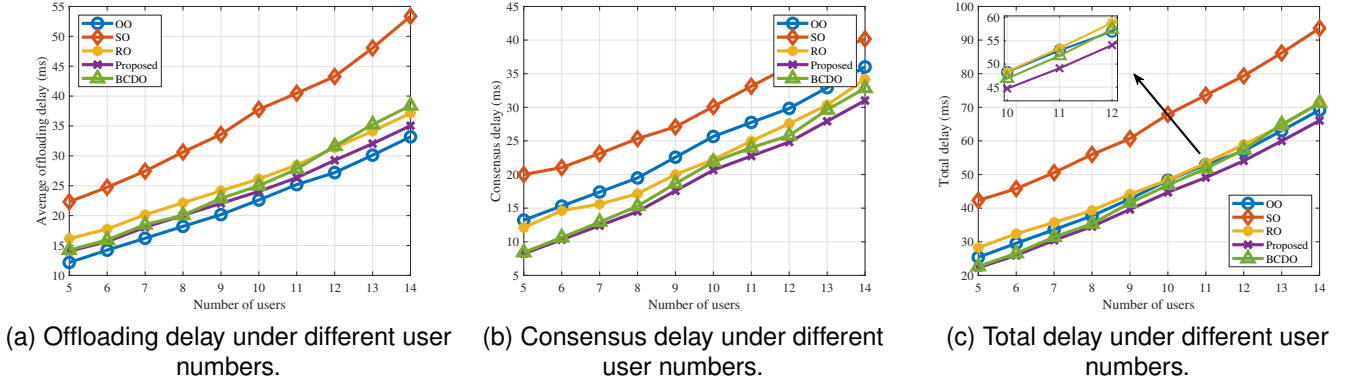 OO
SO
RO
Proposed
BCDO
55
50
45
40
35
30
25
20
15
10
Average offloading delay (ms)
5 6 7 8 9 10 11 12 13 14
Number of users
(a) Offloading delay under different user
numbers.
OO
SO
RO
Proposed
BCDO
45
40
35
30
25
20
15
10
5
Consensus delay (ms)
5 6 7 8 9 10 11 12 13 14
Number of users
(b) Consensus delay under different
user numbers.
60
55
50
45
10 11 12
OO
SO
RO
Proposed
BCDO
100
90
80
70
60
50
40
30
20
Total delay (ms)
5 6 7 8 9 10 11 12 13 14
Number of users
(c) Total delay under different user
numbers.